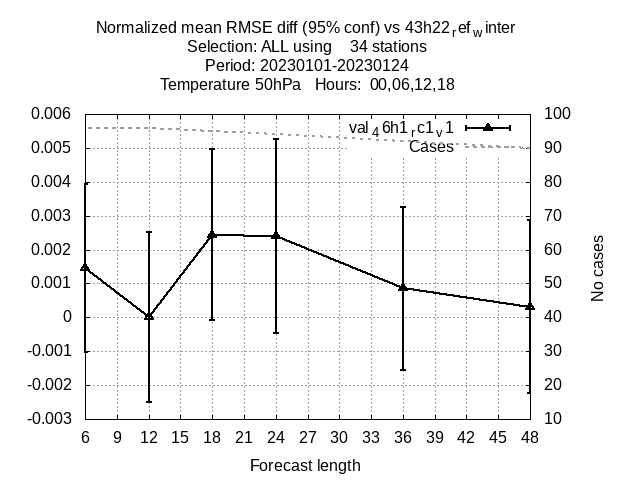 Normalized mean RMSE diff (95% conf) vs 43h22refwinter
Selection: ALL using 34 stations
Period: 20230101-20230124
Temperature 50hPa Hours: 00,06,12,18
val46h1rc1v1
Cases
0.006
0.005
0.004
0.003
0.002
0.001
0
-0.001
-0.002
-0.003
100
90
80
70
60
50
40
30
20
10
No cases
6 9 12 15 18 21 24 27 30 33 36 39 42 45 48
Forecast length